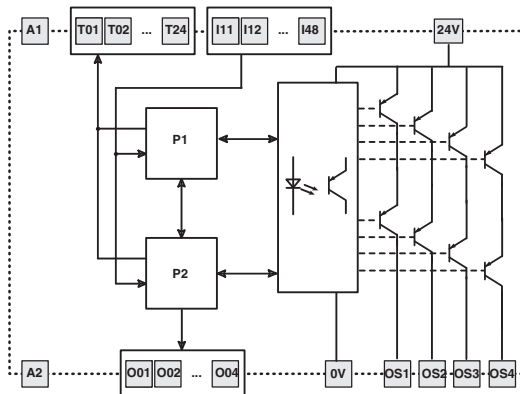 A1 T01 T02 ... T24 I11 I12 ... I48 24V
P1
P2
A2 O01 O02 ... O04 0V OS1 OS2 OS3 OS4